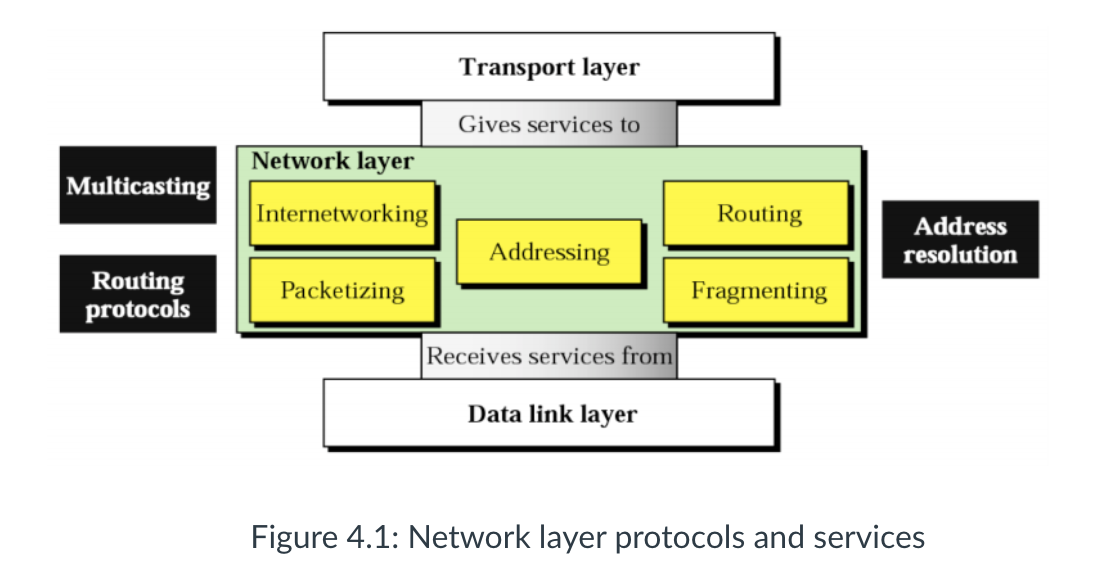 Transport layer
Gives services to
Network layer
Multicasting
Internetworking
Routing
Addressing
Address
resolution
Routing
protocols
Packetizing
Fragmenting
Receives services from
Data link layer
Figure 4.1: Network layer protocols and services